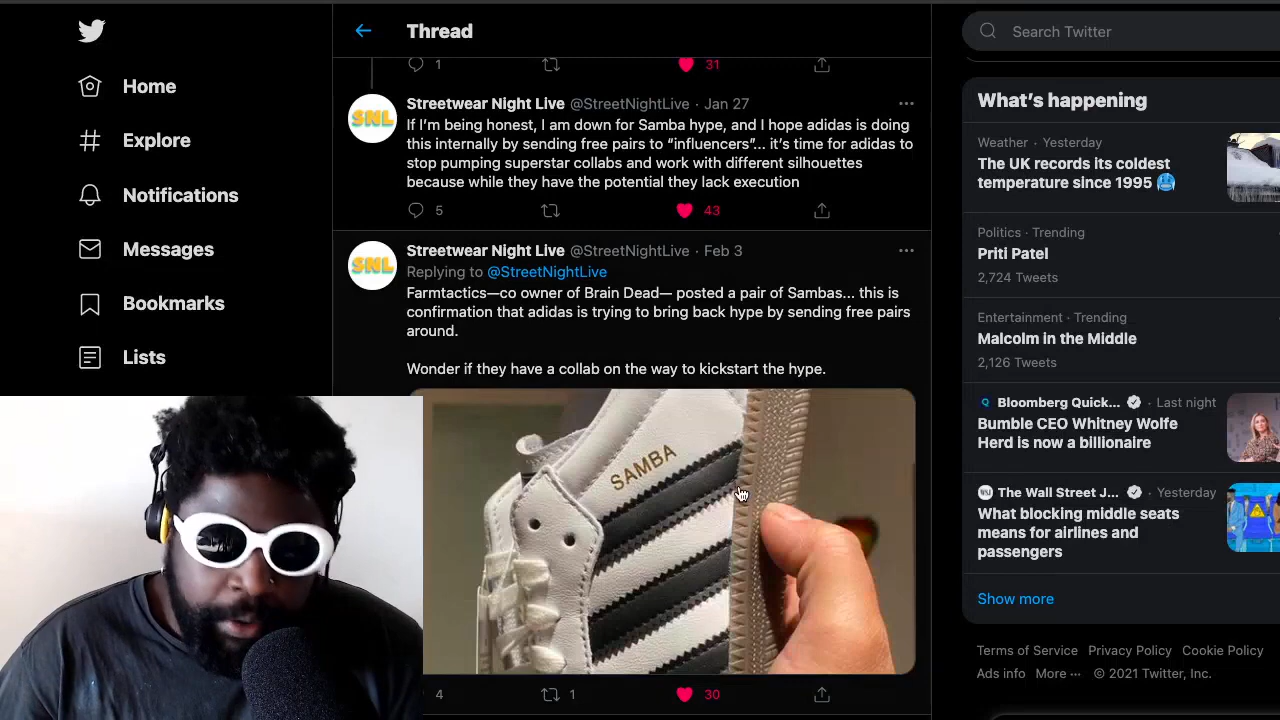 Home
Explore
Notifications
Messages
Bookmarks
Lists
Thread
1
31
SNL
Streetwear Night Live @StreetNightLive · Jan 27
If I'm being honest, I am down for Samba hype, and I hope adidas is doing
this internally by sending free pairs to “influencers”... it's time for adidas to
stop pumping superstar collabs and work with different silhouettes
because while they have the potential they lack execution
5
43
SNL
Streetwear Night Live @StreetNightLive · Feb 3
Replying to @StreetNightLive
Farmtactics—co owner of Brain Dead— posted a pair of Sambas... this is
confirmation that adidas is trying to bring back hype by sending free pairs
around.
Wonder if they have a collab on the way to kickstart the hype.
SAMBA
4
1
30
Search Twitter
What's happening
Weather · Yesterday
The UK records its coldest
temperature since 1995 🥶
Politics · Trending
Priti Patel
2,724 Tweets
Entertainment · Trending
Malcolm in the Middle
2,126 Tweets
Bloomberg Quick... · Last night
Bumble CEO Whitney Wolfe
Herd is now a billionaire
The Wall Street J... · Yesterday
What blocking middle seats
means for airlines and
passengers
Show more
Terms of Service Privacy Policy Cookie Policy
Ads info More ··· © 2021 Twitter, Inc.